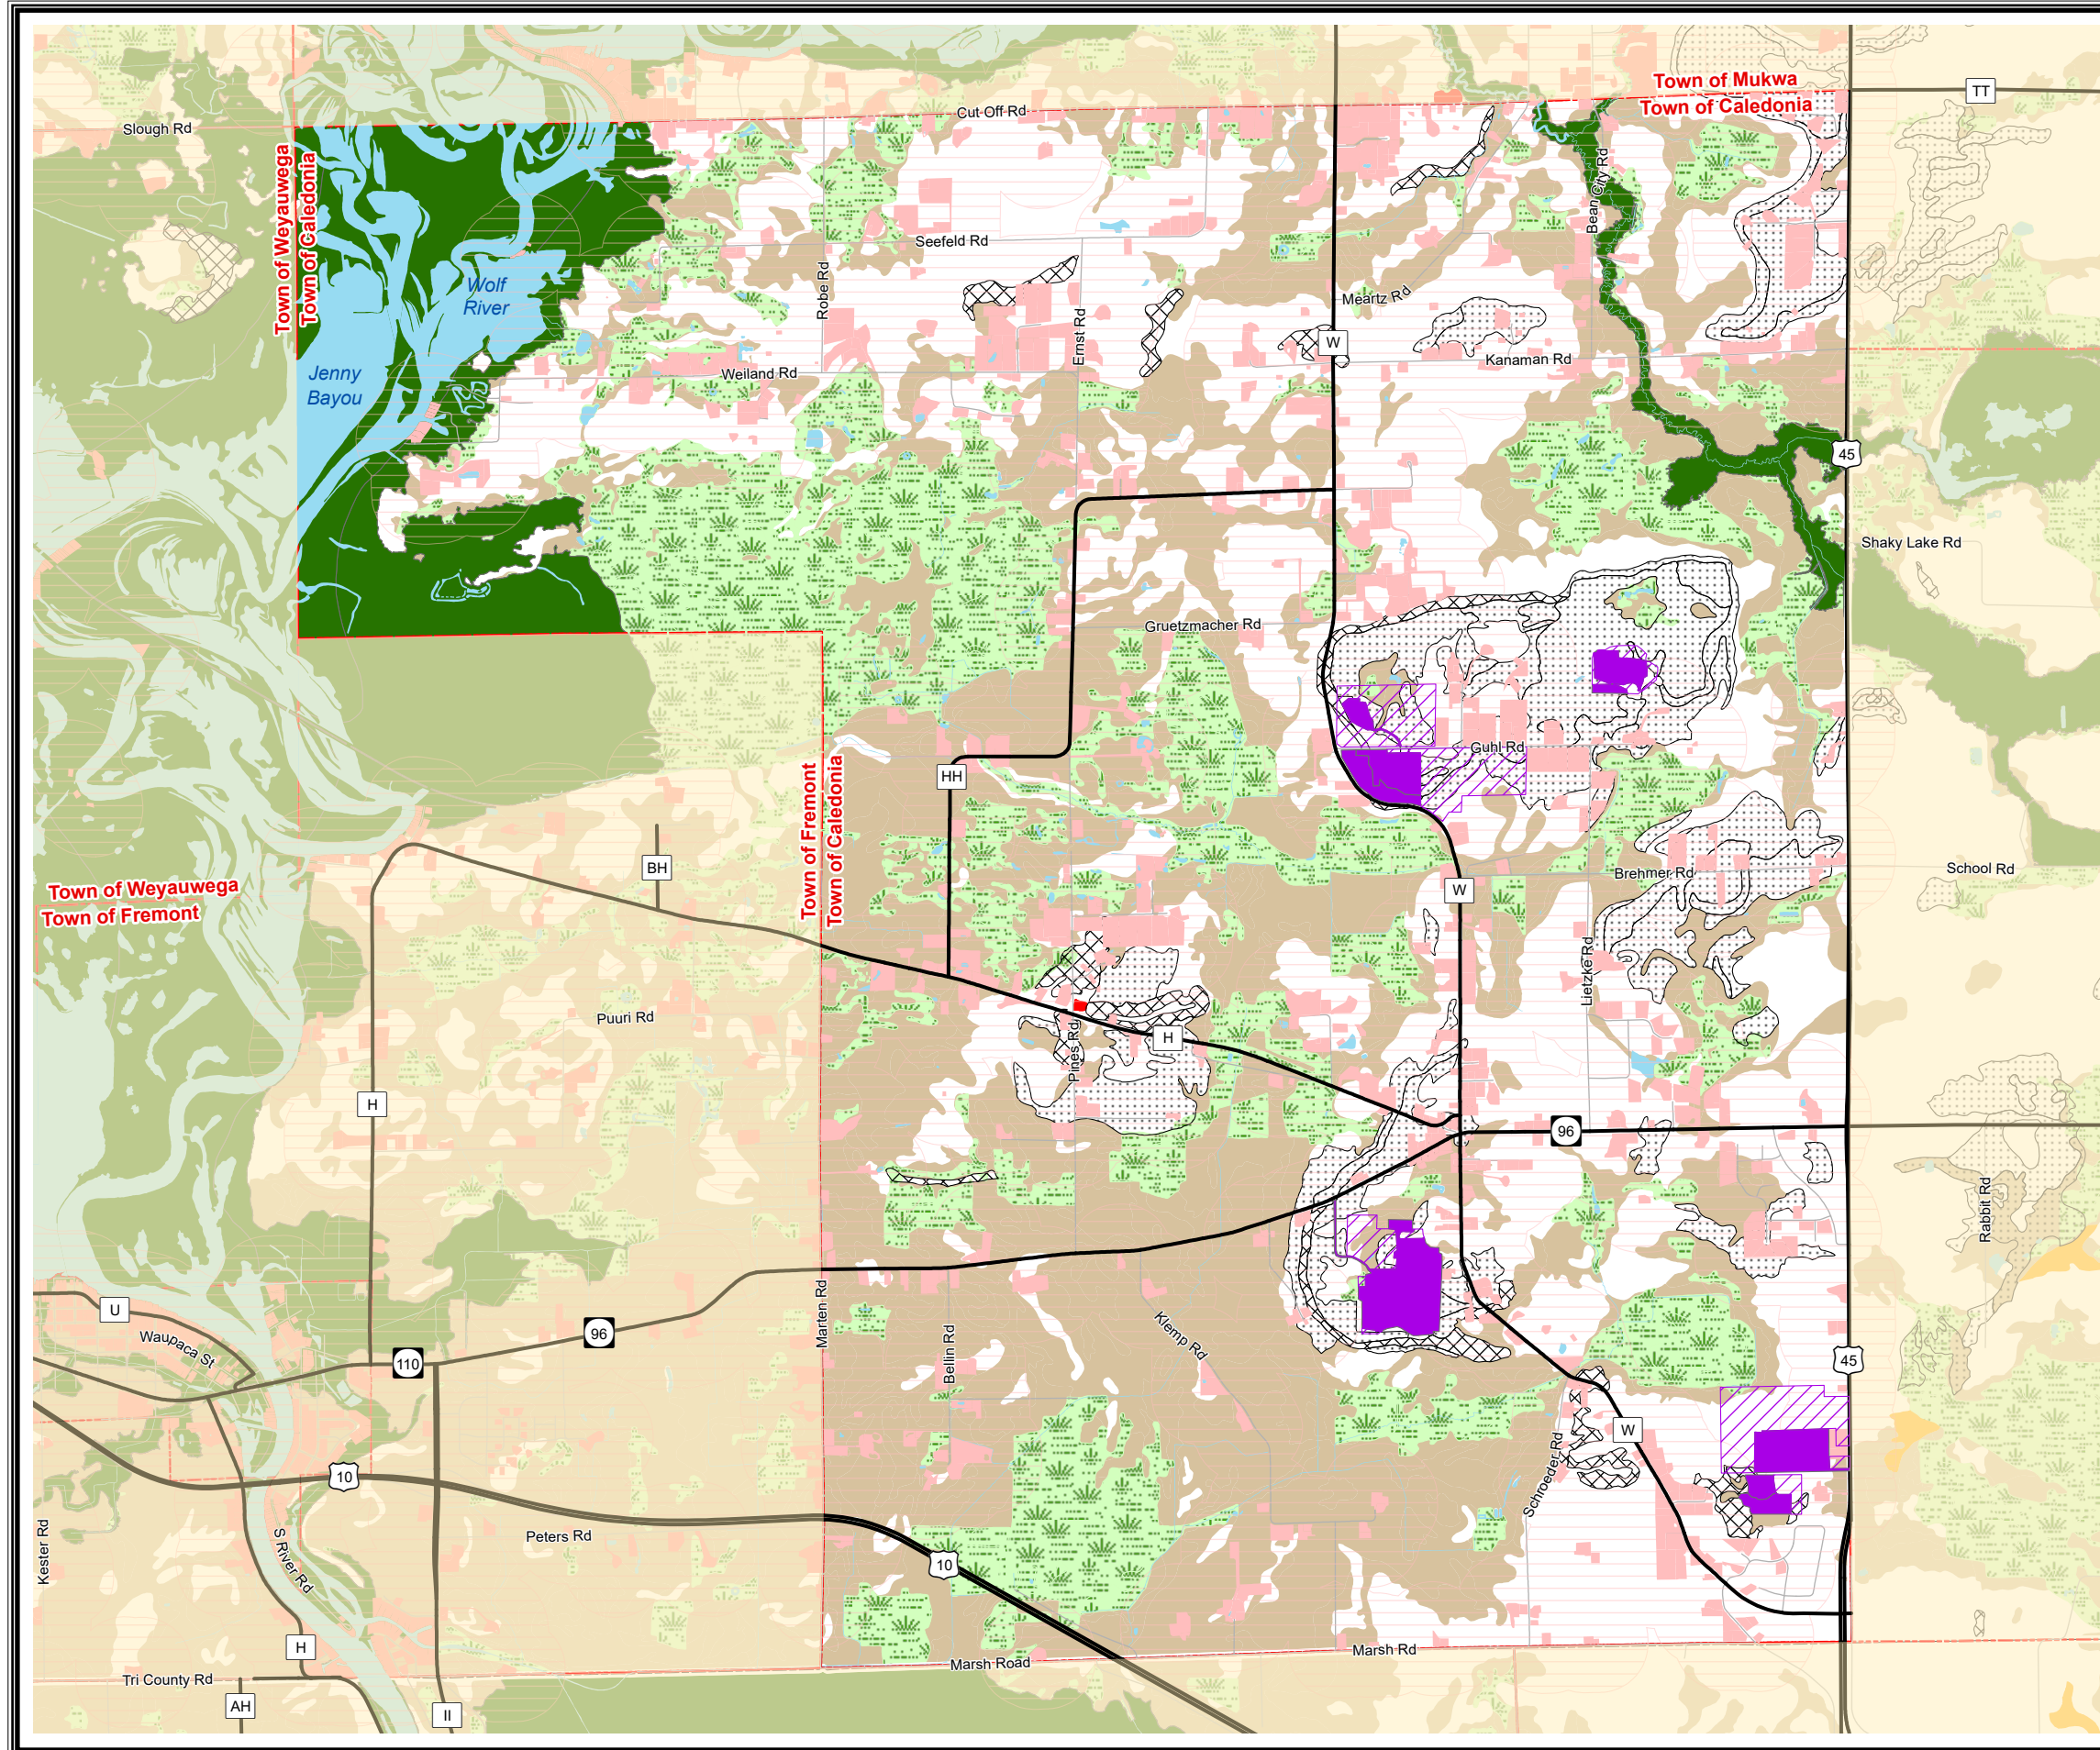 Town of Mukwa
TT
Town of Caledonia
Cut Off Rd
Slough Rd
Town of Weyauwega
Town of Caledonia
Bean City Rd
Seefeld Rd
Robe Rd
Wolf
River
Meartz Rd
Ernst Rd
W
Kanaman Rd
Weiland Rd
Jenny
Bayou
45
Shaky Lake Rd
Gruetzmacher Rd
Guhl Rd
HH
Town of Fremont
Town of Caledonia
BH
School Rd
Brehmer Rd
Town of Weyauwega
Town of Fremont
W
Lietzke Rd
Puuri Rd
H
Pines Rd
H
96
Rabbit Rd
U
Waupaca St
96
Marten Rd
Bellin Rd
Klemp Rd
110
45
W
Schroeder Rd
10
Kester Rd
S River Rd
Peters Rd
10
H
Marsh Rd
Marsh Road
Tri County Rd
AH
II